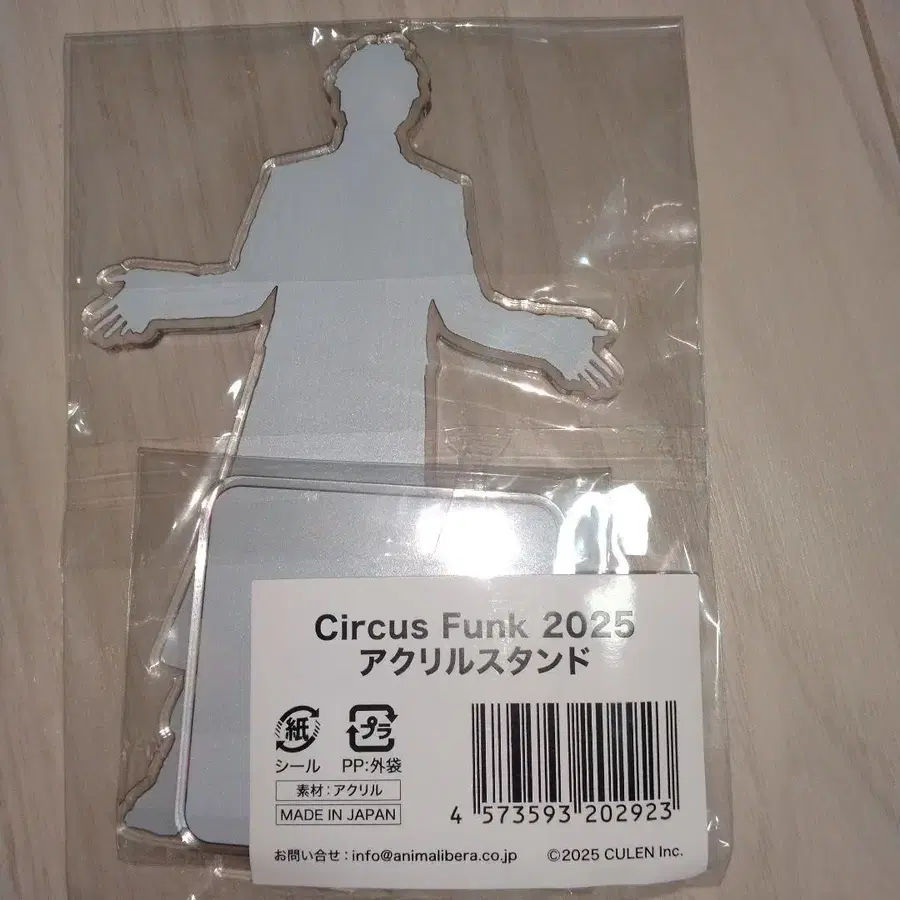 Circus Funk 2025
アクリルスタンド
紙
プラ
シール
PP:外袋
素材:アクリル
MADE IN JAPAN
4 573593 202923
お問い合せ:info@animalibera.co.jp
©2025 CULEN Inc.